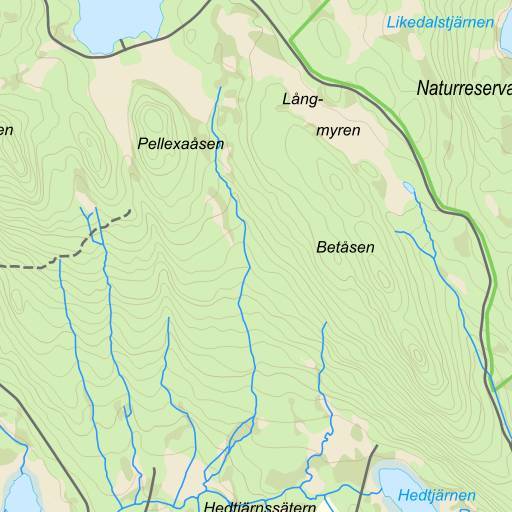 Likedalstjärnen
Naturreserva
Lång-
myren
en
Pellexaåsen
Betåsen
Hedtjärnen
Hedtjärnssätern